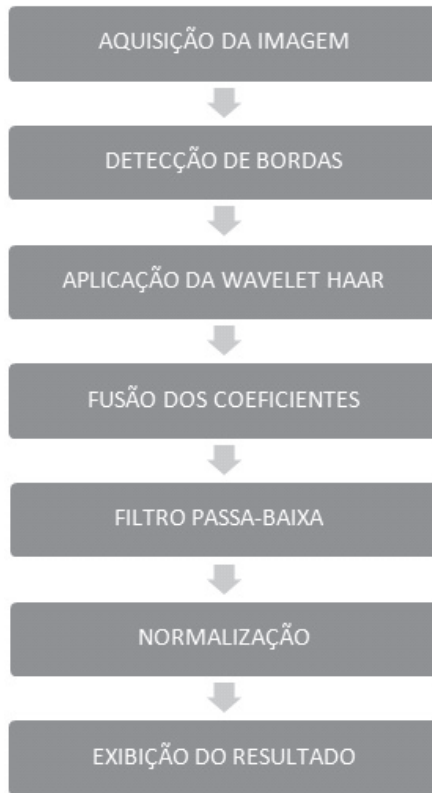 AQUISIÇÃO DA IMAGEM
DETECÇÃO DE BORDAS
APLICAÇÃO DA WAVELET HAAR
FUSÃO DOS COEFICIENTES
FILTRO PASSA-BAIXA
NORMALIZAÇÃO
EXIBIÇÃO DO RESULTADO